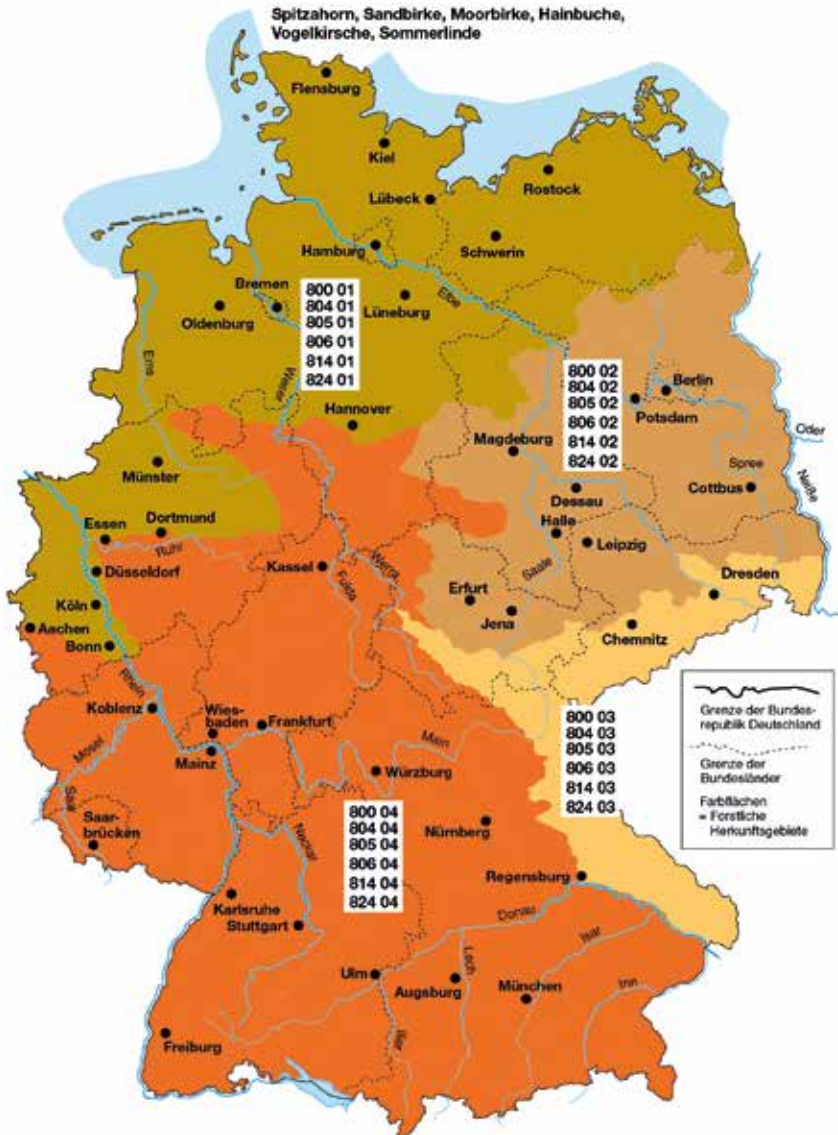 Spitzahorn, Sandbirke, Moorbirke, Hainbuche,
Vogelkirsche, Sommerlinde
Flensburg
Kiel
Rostock
Lübeck
Schwerin
Hamburg
Bremen
Oldenburg
Lüneburg
Elbe
800 01
804 01
805 01
806 01
814 01
824 01
Ems
Weser
Hannover
800 02
804 02
805 02
806 02
814 02
824 02
Berlin
Potsdam
Oder
Magdeburg
Münster
Spree
Neiße
Dessau
Cottbus
Essen
Dortmund
Ruhr
Halle
Leipzig
Düsseldorf
Kassel
Werra
Fulda
Saale
Dresden
Erfurt
Köln
Jena
Chemnitz
Aachen
Bonn
Rhein
Koblenz
Wies-
baden
Frankfurt
Mosel
Mainz
Main
Würzburg
800 03
804 03
805 03
806 03
814 03
824 03
Grenze der Bundes-
republik Deutschland
Grenze der
Bundesländer
Farbflächen
= Forstliche
Herkunftsgebiete
Saar
Saar-
brücken
Neckar
800 04
804 04
805 04
806 04
814 04
824 04
Nürnberg
Regensburg
Karlsruhe
Stuttgart
Donau
Isar
Ulm
Augsburg
Lech
München
Inn
Iller
Freiburg